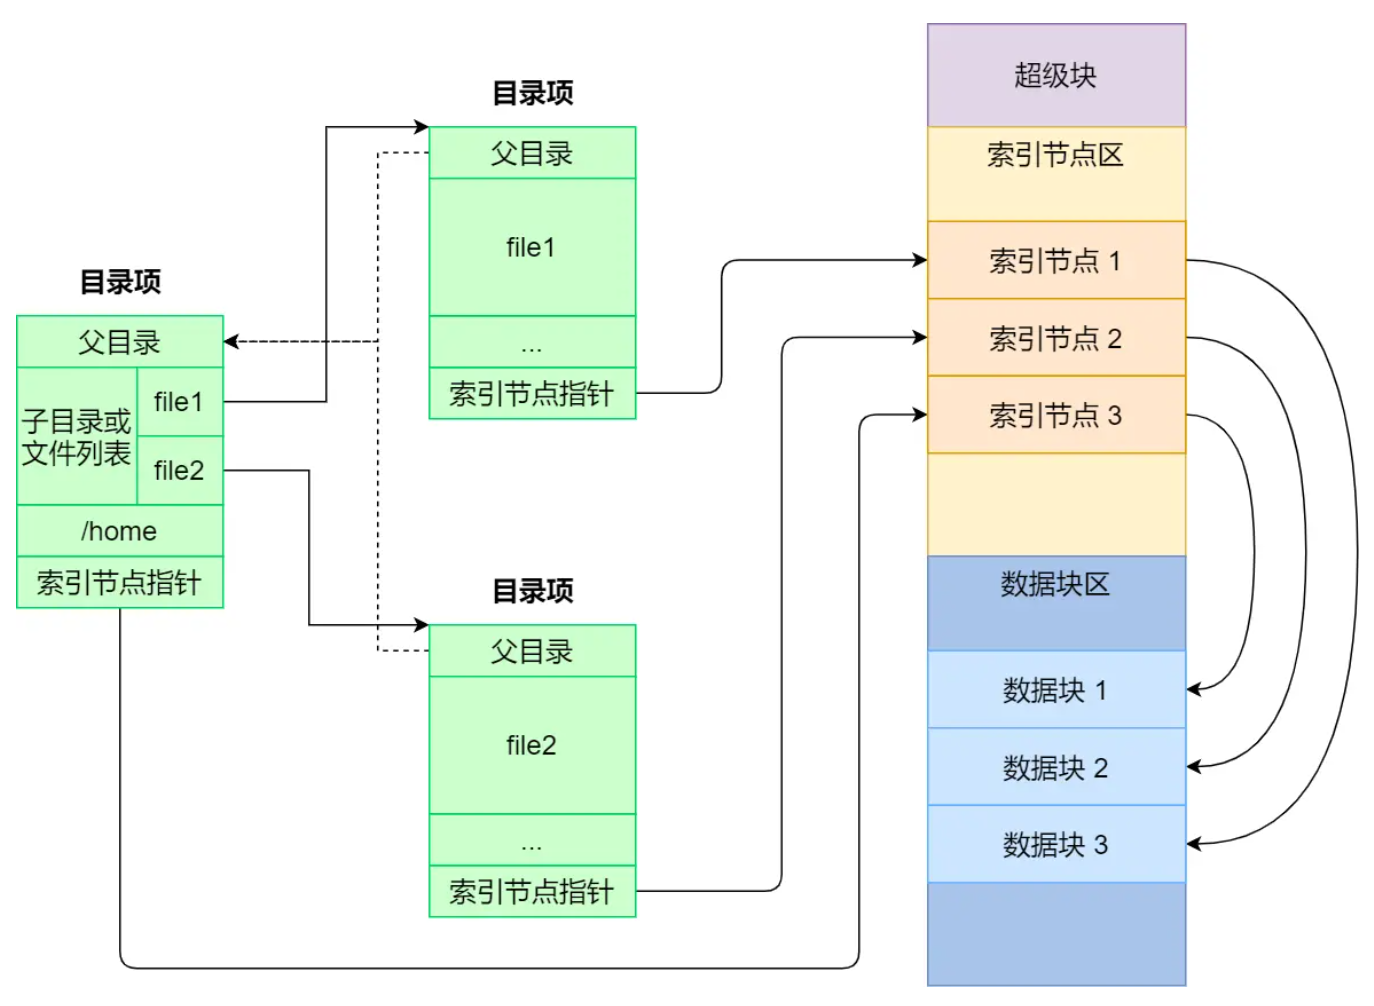 目录项
父目录
子目录或
文件列表
file1
file2
/home
索引节点指针
目录项
父目录
file1
...
索引节点指针
目录项
父目录
file2
...
索引节点指针
超级块
索引节点区
索引节点 1
索引节点 2
索引节点 3
数据块区
数据块 1
数据块 2
数据块 3